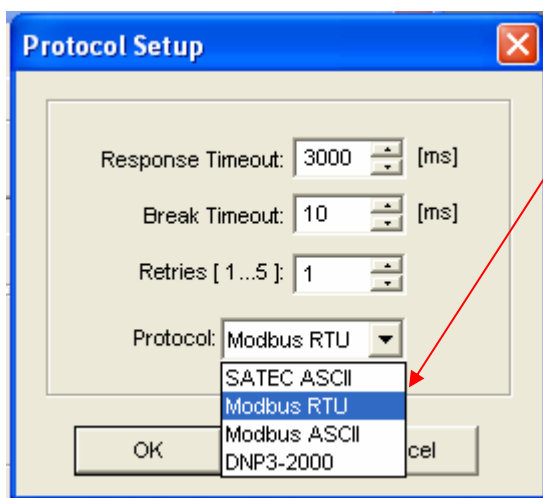 Protocol Setup
Response Timeout: 3000 [ms]
Break Timeout: 10 [ms]
Retries [ 1...5 ]: 1
Protocol: Modbus RTU
SATEC ASCII
Modbus RTU
Modbus ASCII
DNP3-2000
OK cel